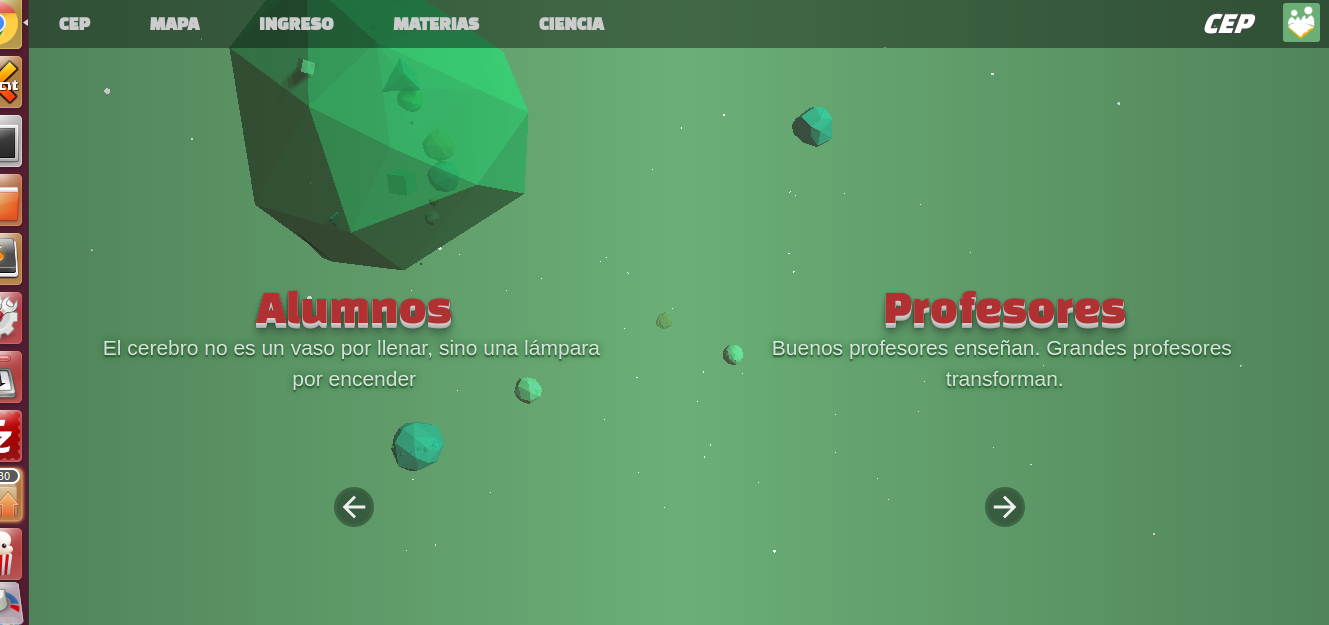 CEP
MAPA
INGRESO
MATERIAS
CIENCIA
CEP
Alumnos
El cerebro no es un vaso por llenar, sino una lámpara
por encender
Profesores
Buenos profesores enseñan. Grandes profesores
transforman.